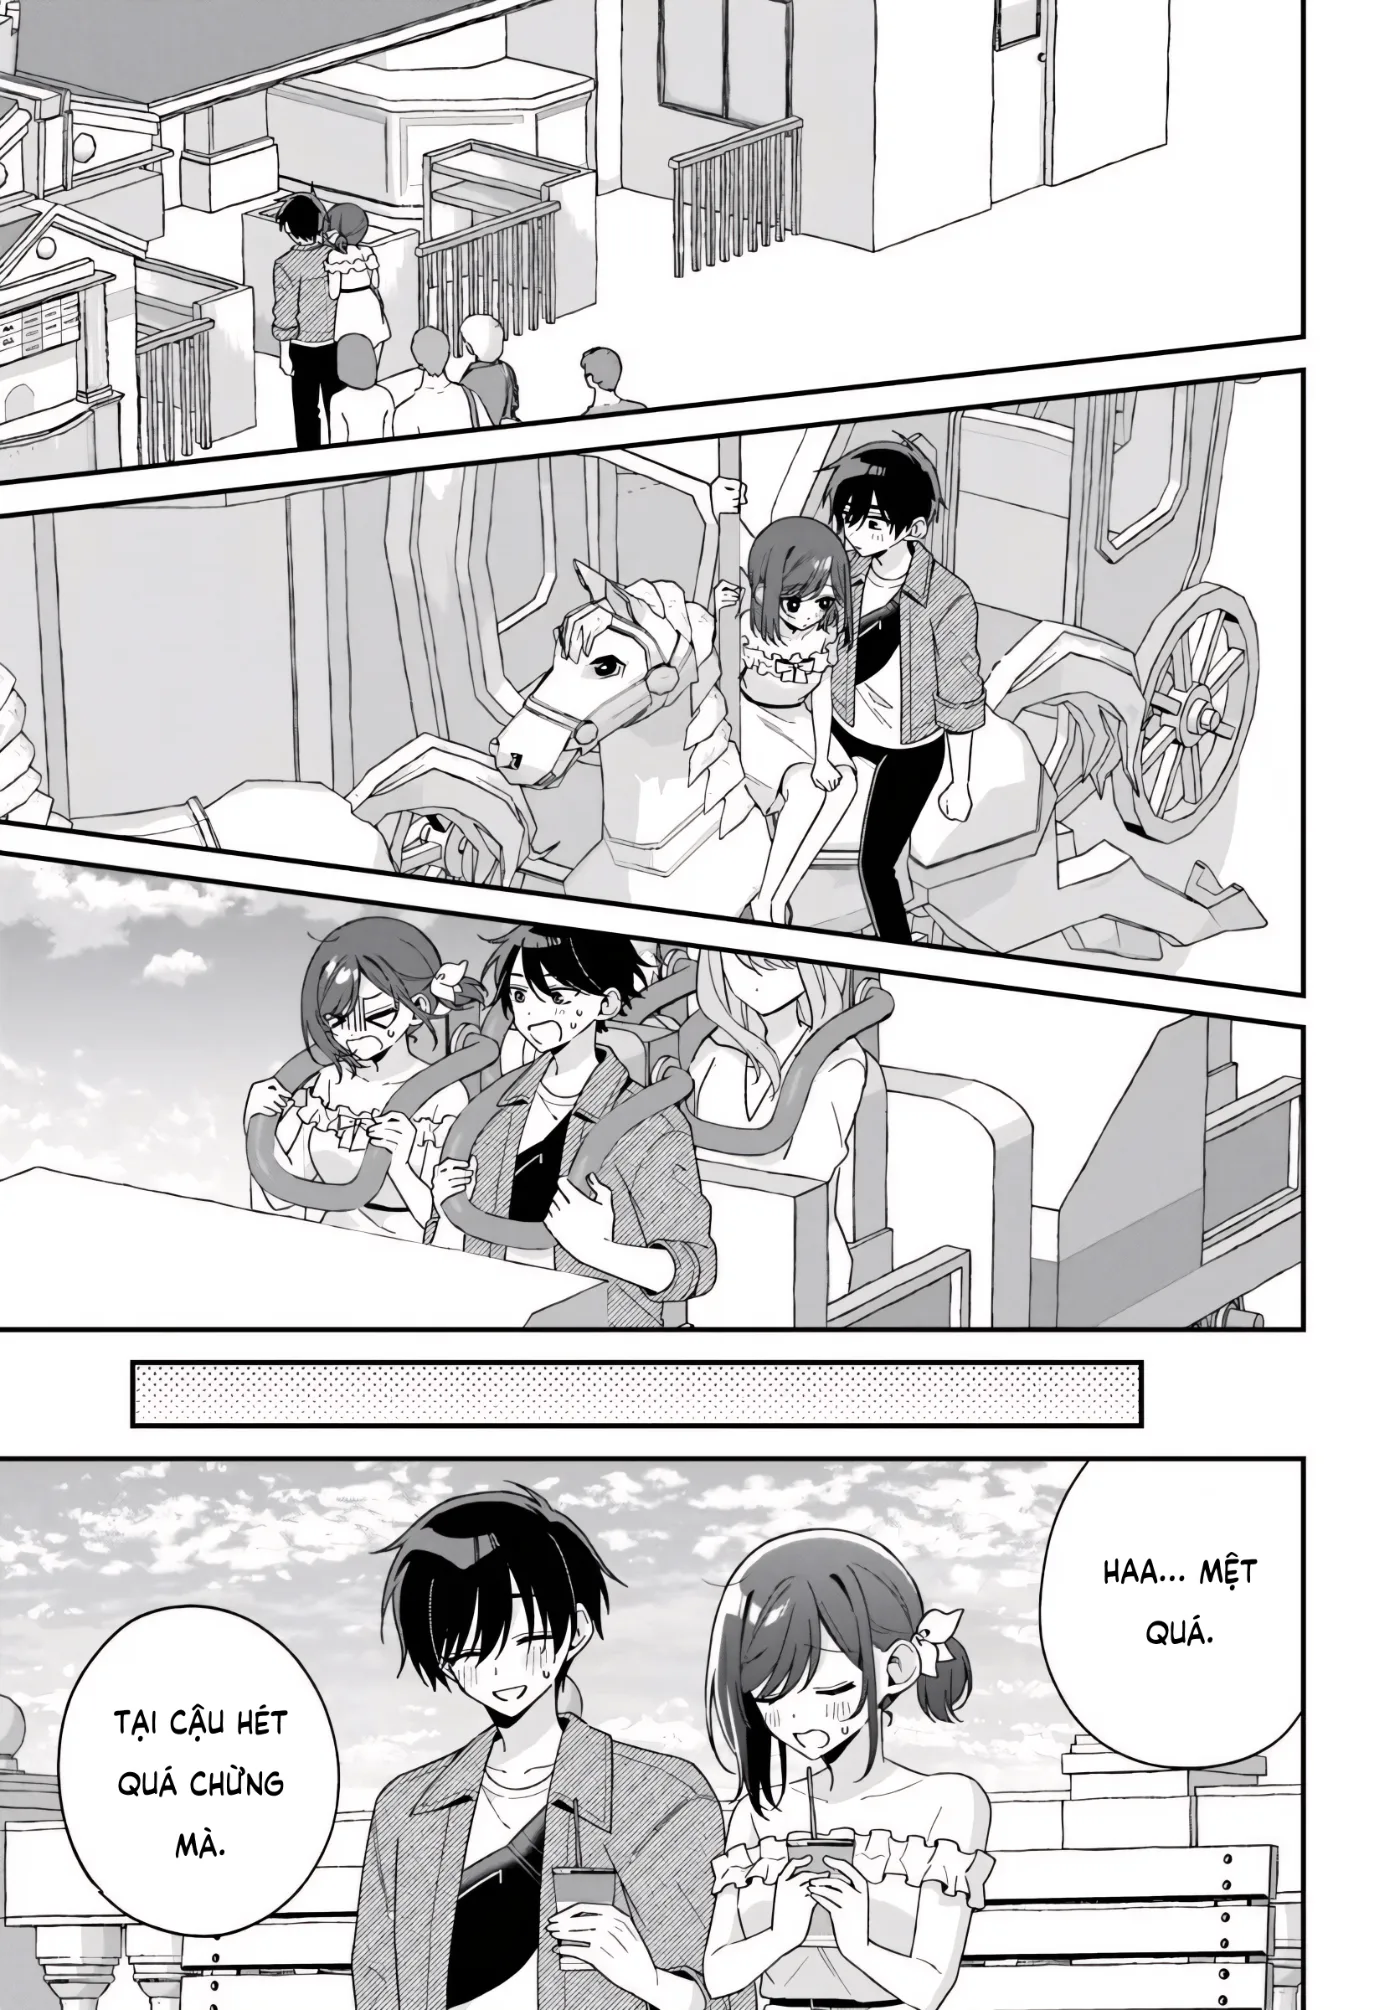 HAA... MỆT
QUÁ.
TẠI CẬU HÉT
QUÁ CHỪNG
MÀ.